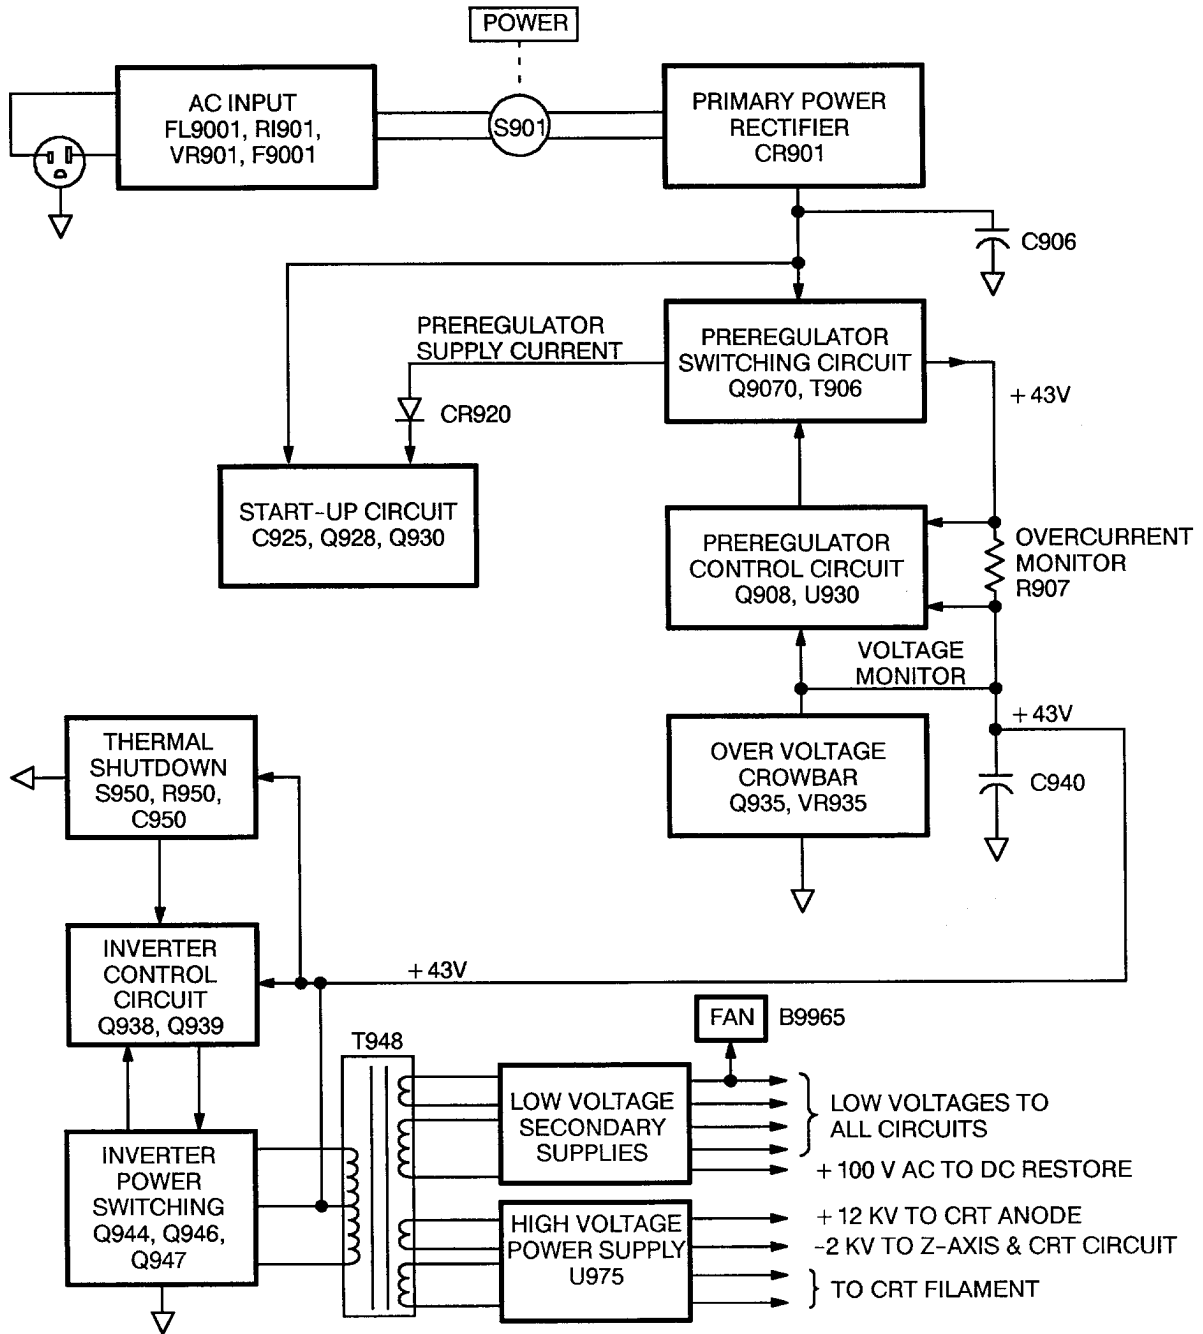 POWER
AC INPUT
FL9001, RI901,
VR901, F9001
S901
PRIMARY POWER
RECTIFIER
CR901
C906
PREREGULATOR
SUPPLY CURRENT
PREREGULATOR
SWITCHING CIRCUIT
Q9070, T906
+43V
CR920
START-UP CIRCUIT
C925, Q928, Q930
PREREGULATOR
CONTROL CIRCUIT
Q908, U930
OVERCURRENT
MONITOR
R907
VOLTAGE
MONITOR
+43V
THERMAL
SHUTDOWN
S950, R950,
C950
OVER VOLTAGE
CROWBAR
Q935, VR935
C940
INVERTER
CONTROL
CIRCUIT
Q938, Q939
+43V
FAN
B9965
T948
LOW VOLTAGE
SECONDARY
SUPPLIES
LOW VOLTAGES TO
ALL CIRCUITS
+100 V AC TO DC RESTORE
INVERTER
POWER
SWITCHING
Q944, Q946,
Q947
HIGH VOLTAGE
POWER SUPPLY
U975
+12 KV TO CRT ANODE
-2 KV TO Z-AXIS & CRT CIRCUIT
TO CRT FILAMENT